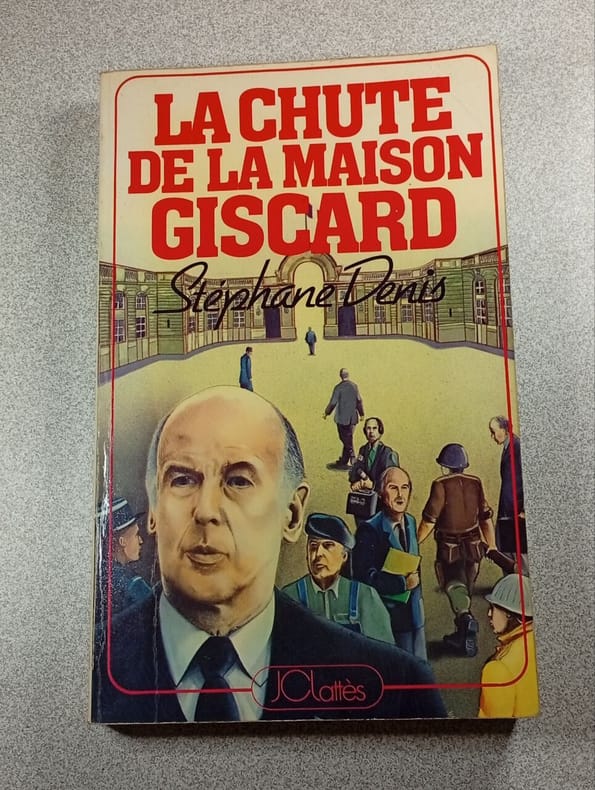 LA CHUTE
DE LA MAISON
GISCARD
Stéphane Denis
JCLattès